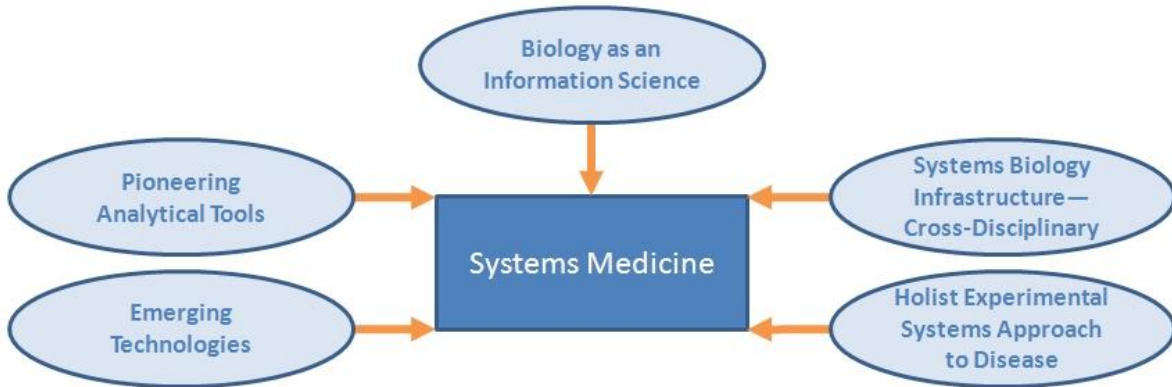 Biology as an
Information Science
Pioneering
Analytical Tools
Systems Biology
Infrastructure—
Cross-Disciplinary
Systems Medicine
Emerging
Technologies
Holist Experimental
Systems Approach
to Disease